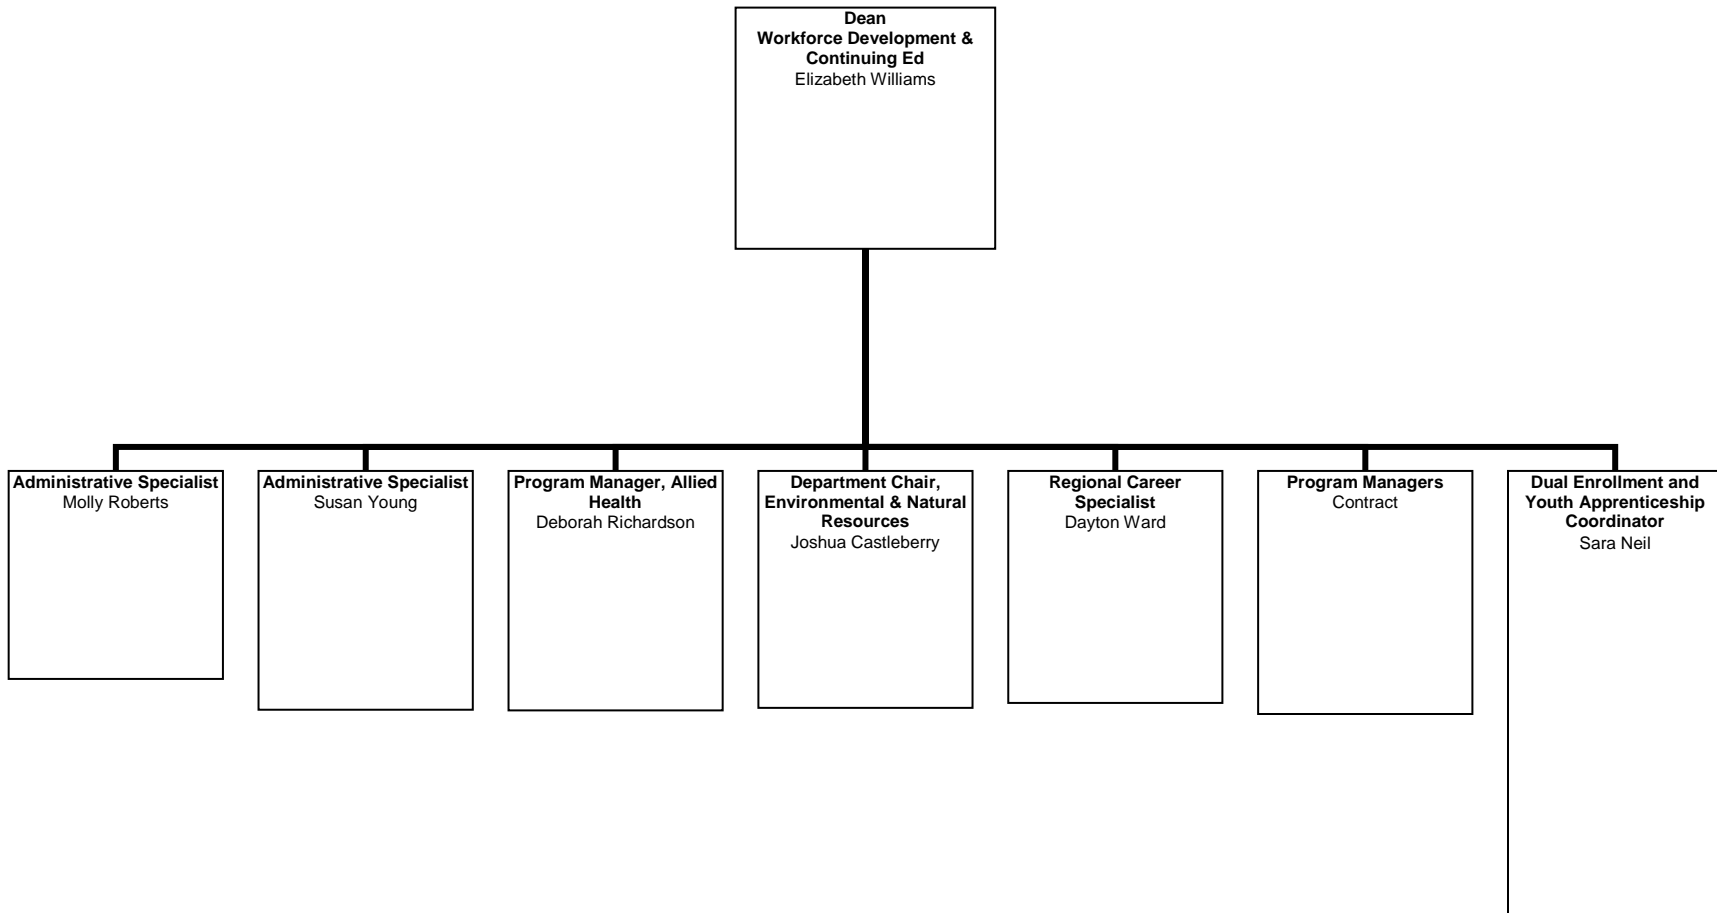 Dean
Workforce Development &
Continuing Ed
Elizabeth Williams
Administrative Specialist
Molly Roberts
Administrative Specialist
Susan Young
Program Manager, Allied
Health
Deborah Richardson
Department Chair,
Environmental & Natural
Resources
Joshua Castleberry
Regional Career
Specialist
Dayton Ward
Program Managers
Contract
Dual Enrollment and
Youth Apprenticeship
Coordinator
Sara Neil